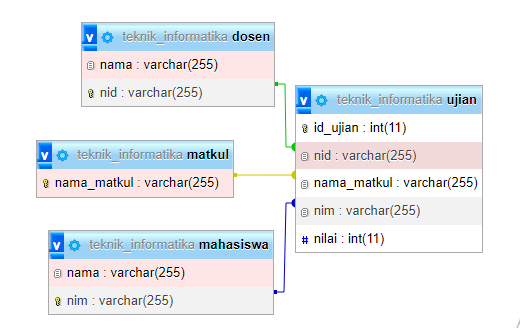 teknik_informatika dosen
nama : varchar(255)
nid : varchar(255)
teknik_informatika matkul
nama_matkul : varchar(255)
teknik_informatika mahasiswa
nama : varchar(255)
nim : varchar(255)
teknik_informatika ujian
id_ujian : int(11)
nid : varchar(255)
nama_matkul : varchar(255)
nim : varchar(255)
# nilai : int(11)